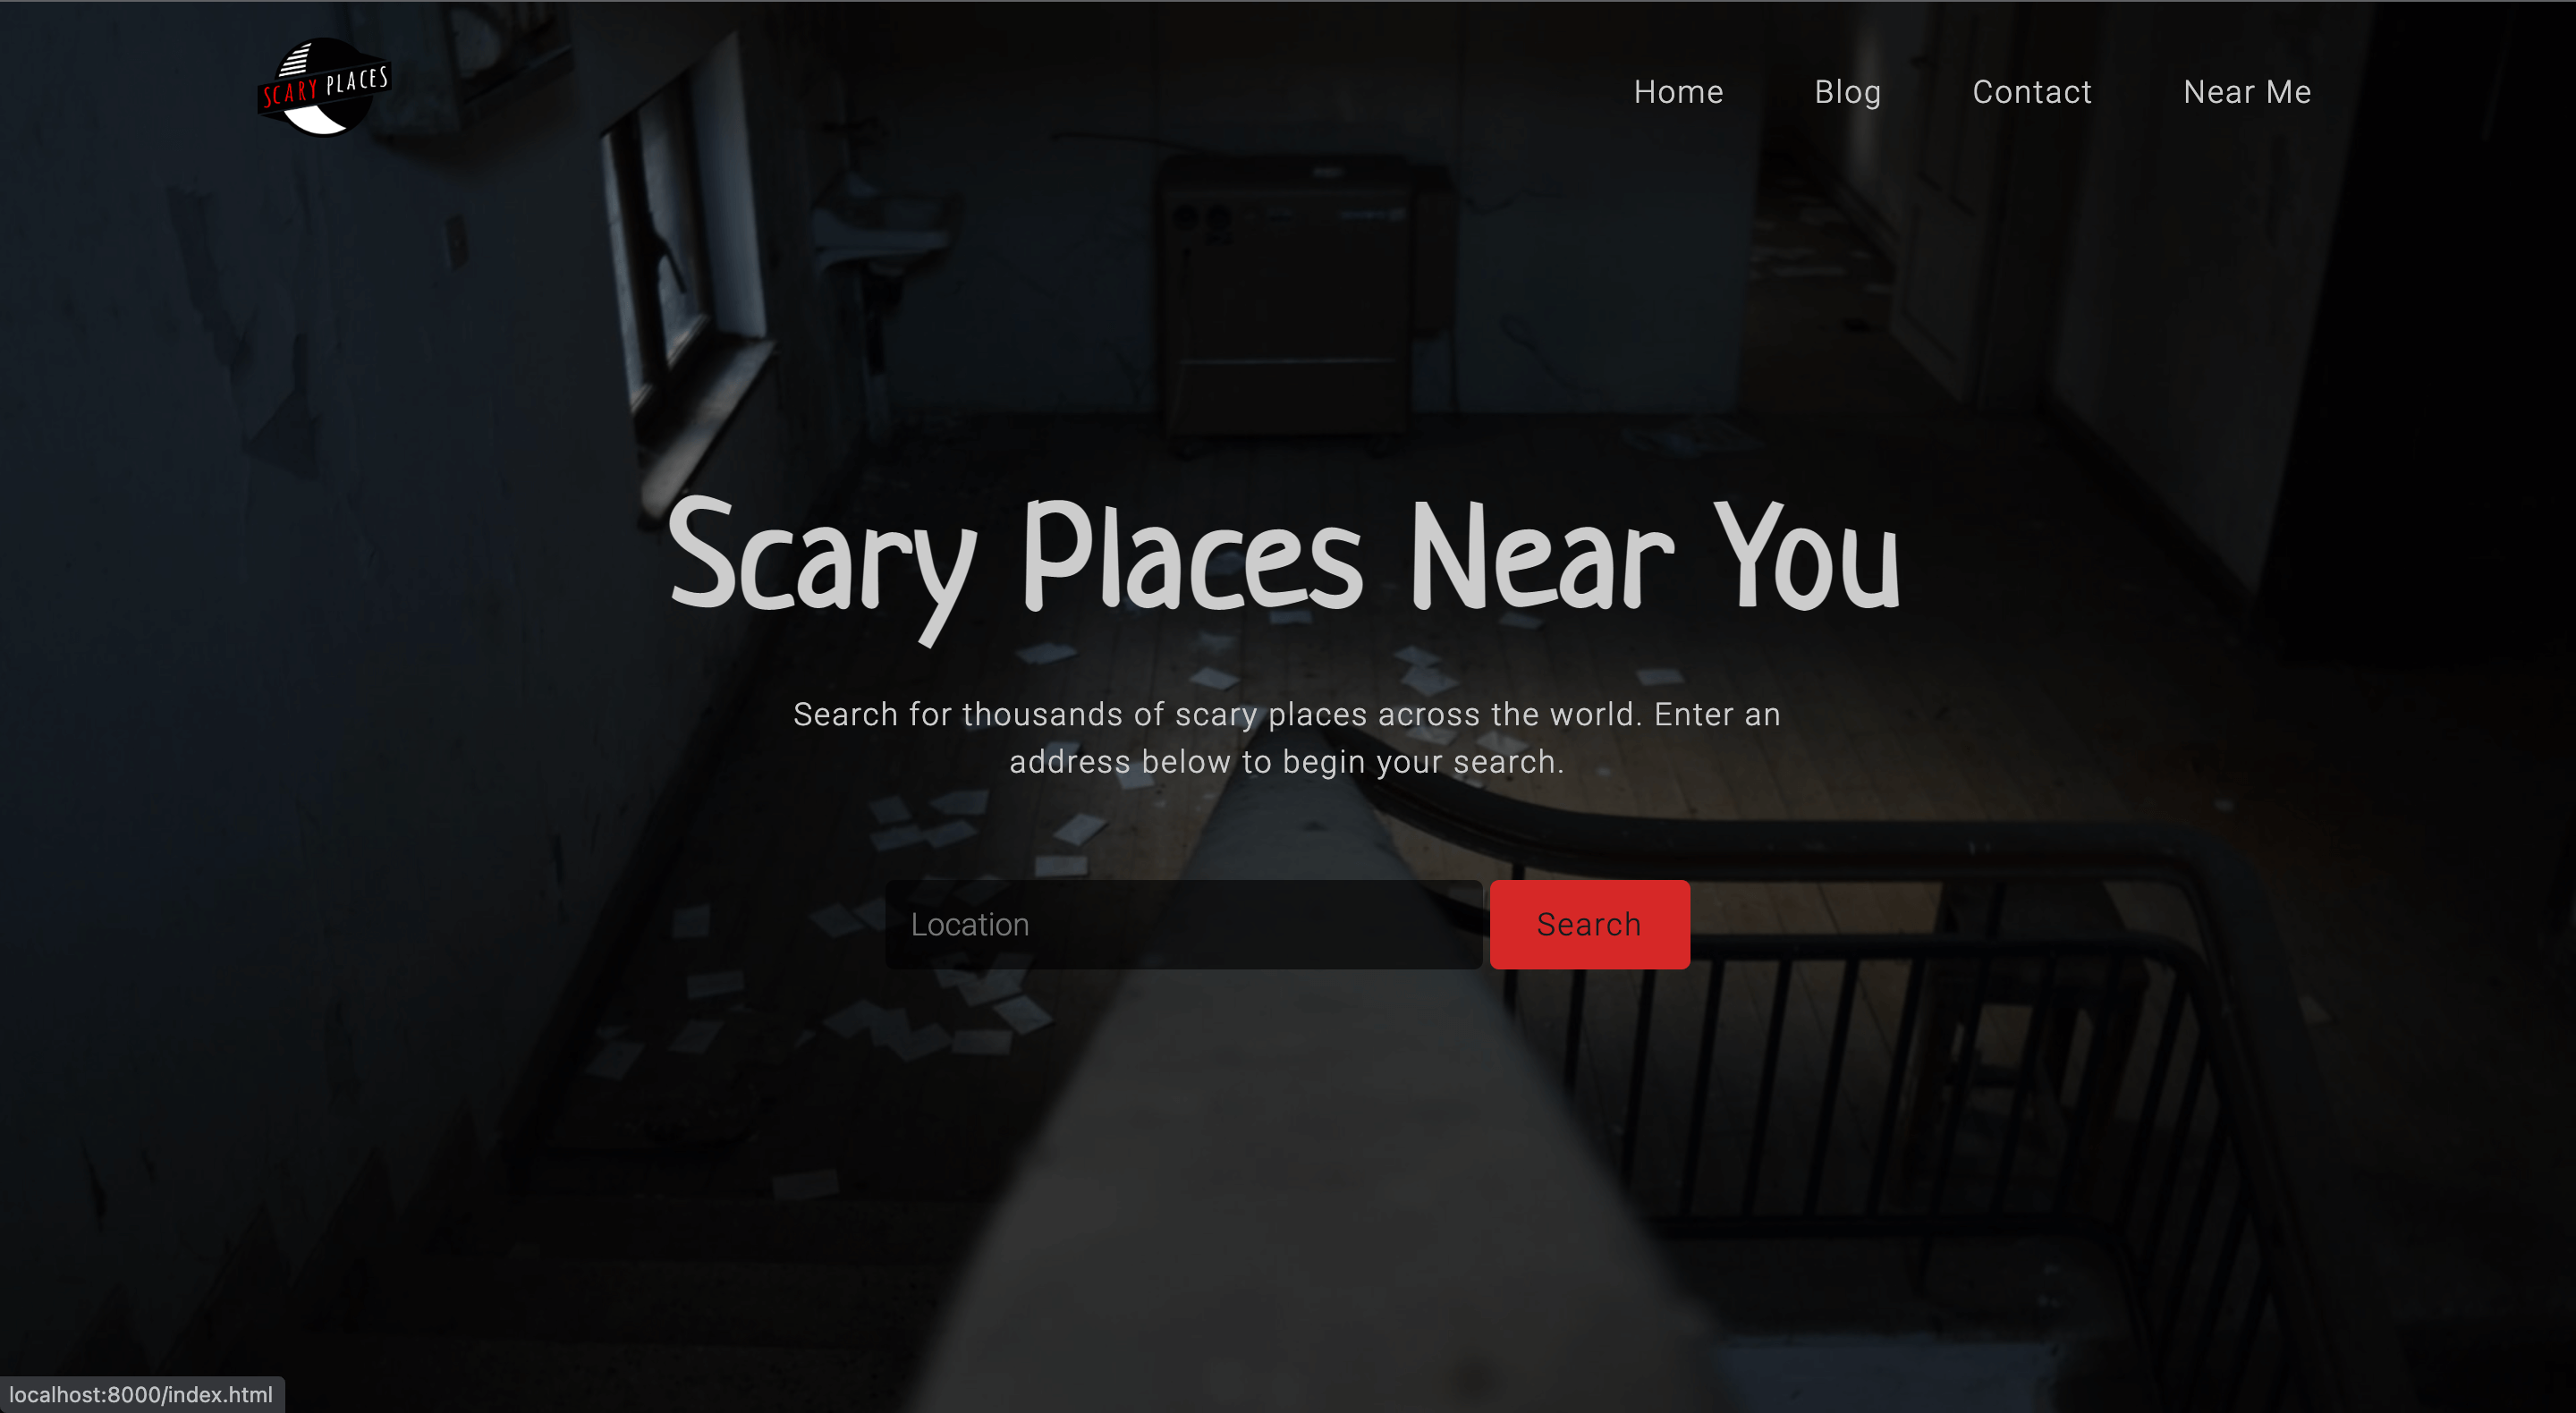 SCARY PLACES
Home
Blog
Contact
Near Me
Scary Places Near You
Search for thousands of scary places across the world. Enter an
address below to begin your search.
Location
Search
localhost:8000/index.html